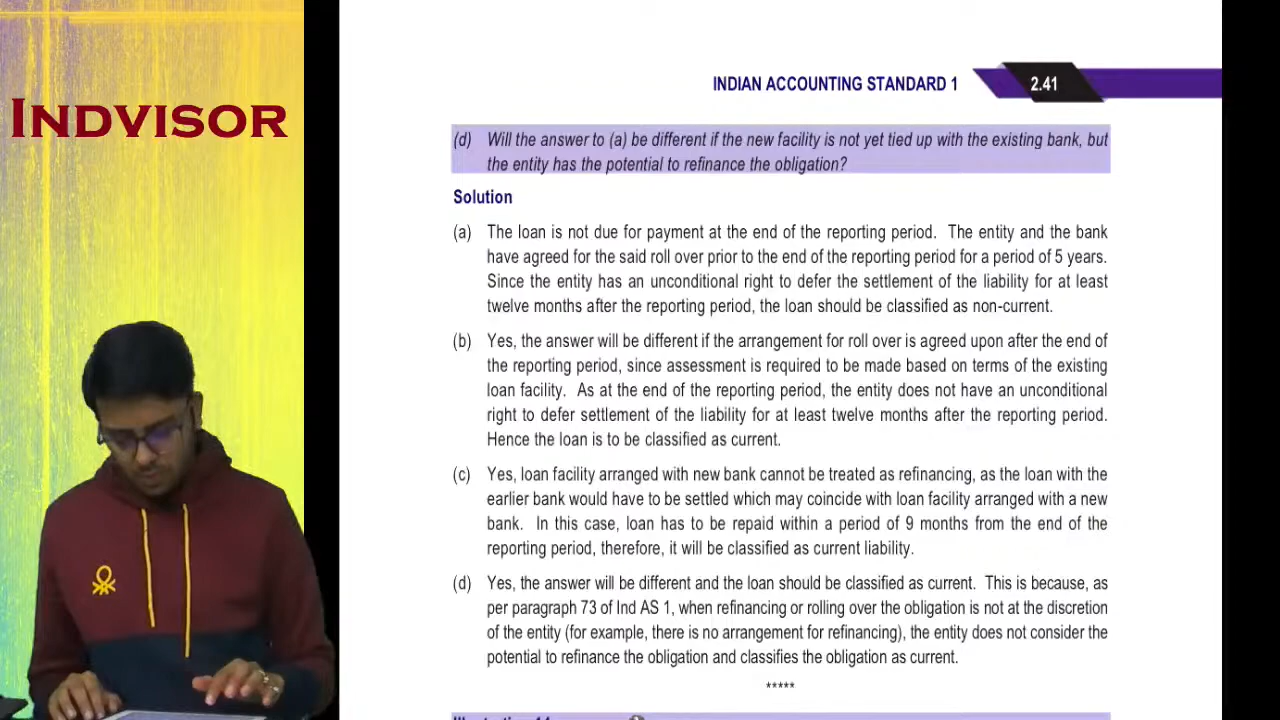 INDVISOR
INDIAN ACCOUNTING STANDARD 1
2.41
(d) Will the answer to (a) be different if the new facility is not yet tied up with the existing bank, but
the entity has the potential to refinance the obligation?
Solution
(a) The loan is not due for payment at the end of the reporting period. The entity and the bank
have agreed for the said roll over prior to the end of the reporting period for a period of 5 years.
Since the entity has an unconditional right to defer the settlement of the liability for at least
twelve months after the reporting period, the loan should be classified as non-current.
(b) Yes, the answer will be different if the arrangement for roll over is agreed upon after the end of
the reporting period, since assessment is required to be made based on terms of the existing
loan facility. As at the end of the reporting period, the entity does not have an unconditional
right to defer settlement of the liability for at least twelve months after the reporting period.
Hence the loan is to be classified as current.
(c) Yes, loan facility arranged with new bank cannot be treated as refinancing, as the loan with the
earlier bank would have to be settled which may coincide with loan facility arranged with a new
bank. In this case, loan has to be repaid within a period of 9 months from the end of the
reporting period, therefore, it will be classified as current liability.
(d) Yes, the answer will be different and the loan should be classified as current. This is because, as
per paragraph 73 of Ind AS 1, when refinancing or rolling over the obligation is not at the discretion
of the entity (for example, there is no arrangement for refinancing), the entity does not consider the
potential to refinance the obligation and classifies the obligation as current.
*****